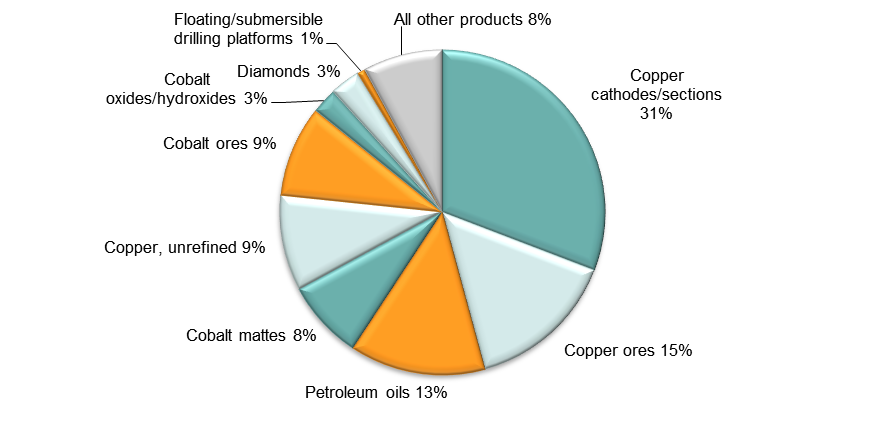 Floating/submersible
drilling platforms 1%
All other products 8%
Diamonds 3%
Cobalt
oxides/hydroxides 3%
Copper
cathodes/sections
31%
Cobalt ores 9%
Copper, unrefined 9%
Cobalt mattes 8%
Copper ores 15%
Petroleum oils 13%